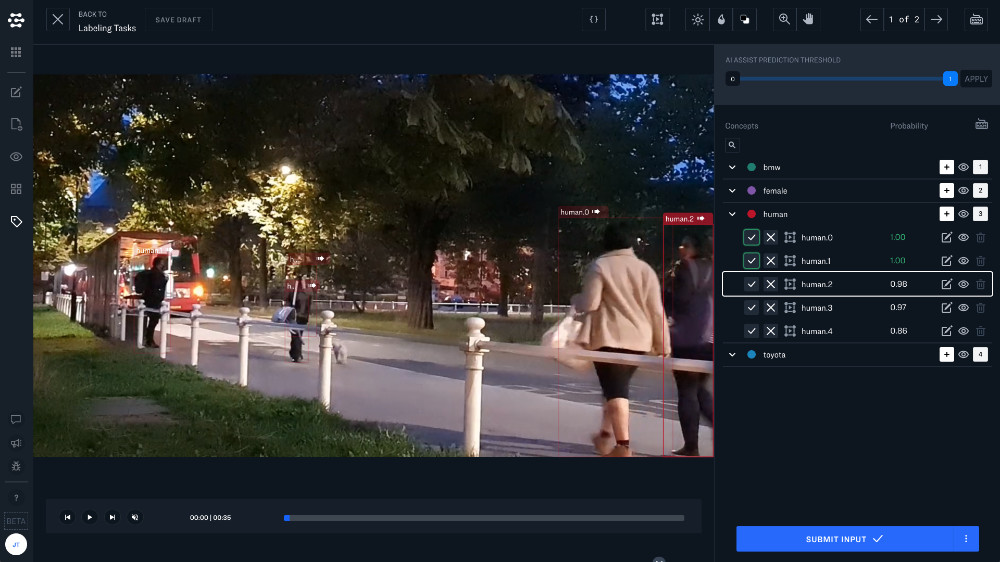 BACK TO
Labeling Tasks
SAVE DRAFT
{ }
1 of 2
AI ASSIST PREDICTION THRESHOLD
0
1
APPLY
Concepts
Probability
bmw
1
female
2
human
3
human.0
1.00
human.1
1.00
human.2
0.98
human.3
0.97
human.4
0.86
toyota
4
human.0
human.2
00:00 | 00:35
SUBMIT INPUT
?
BETA
JT